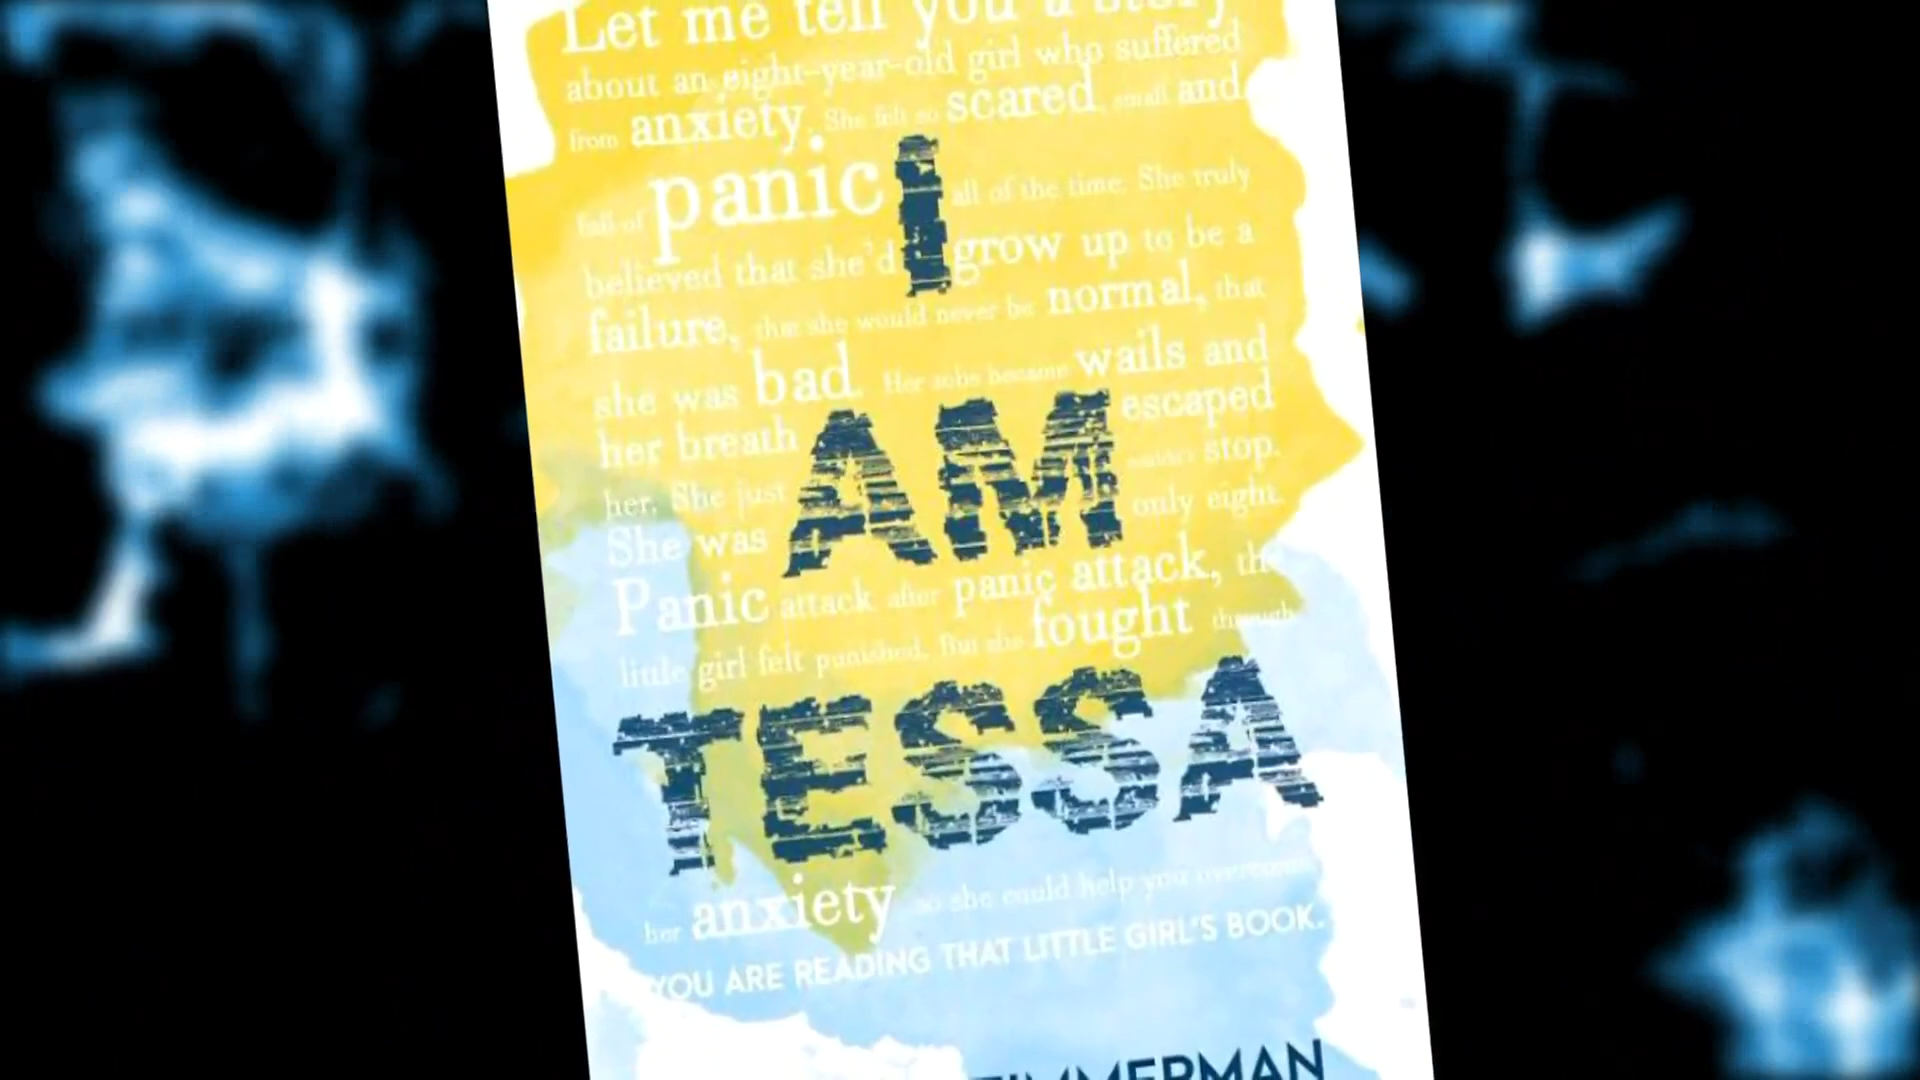 Let me tell you a story
about an eight-year-old girl who suffered
from anxiety. She felt so scared, small and
full of panic all of the time. She truly
I
believed that she'd grow up to be a
failure, that she would never be normal, that
she was bad. Her sobs became wails and
her breath escaped
AM
her. She just couldn't stop.
She was only eight.
Panic attack after panic attack, th
little girl felt punished. But she fought through
TESSA
her anxiety so she could help you overcome
YOU ARE READING THAT LITTLE GIRL'S BOOK.
ZIMMERMAN